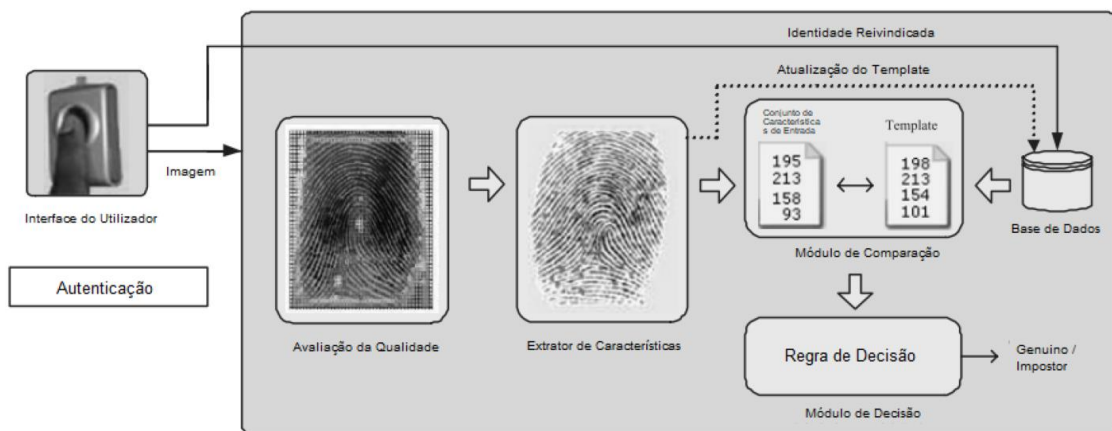 Identidade Reivindicada
Atualização do Template
Imagem
Interface do Utilizador
Autenticação
Avaliação da Qualidade
Extrator de Características
Conjunto de
Característica
s de Entrada
195
213
158
93
Template
198
213
154
101
Módulo de Comparação
Base de Dados
Regra de Decisão
Módulo de Decisão
Genuino /
Impostor